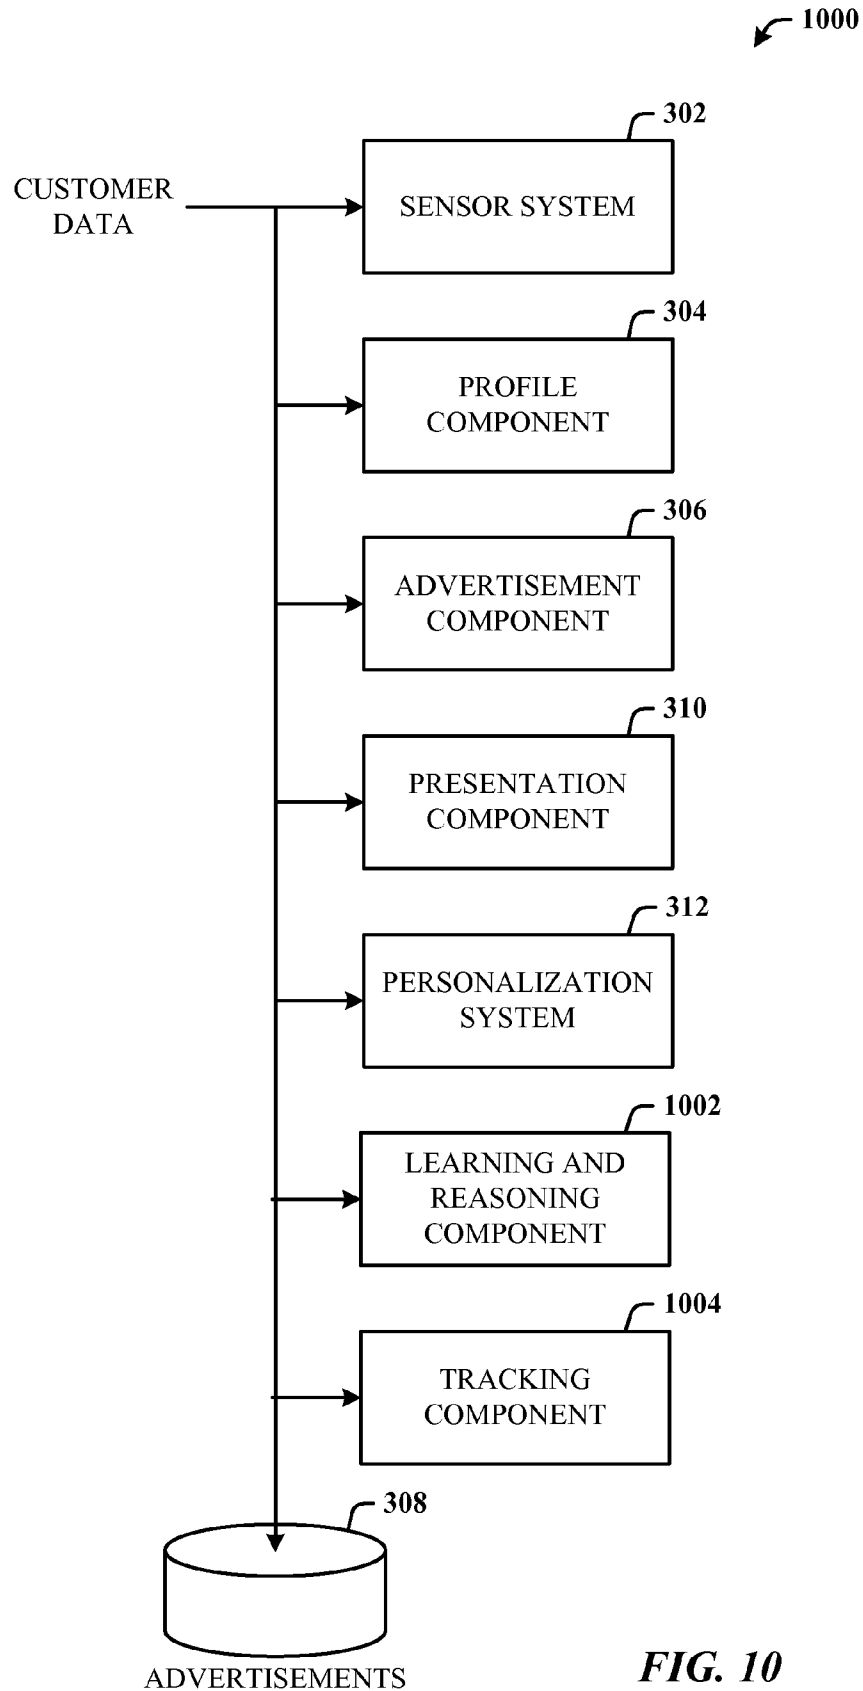 1000
302
CUSTOMER
DATA
SENSOR SYSTEM
304
PROFILE
COMPONENT
306
ADVERTISEMENT
COMPONENT
310
PRESENTATION
COMPONENT
312
PERSONALIZATION
SYSTEM
1002
LEARNING AND
REASONING
COMPONENT
1004
TRACKING
COMPONENT
308
ADVERTISEMENTS
FIG. 10